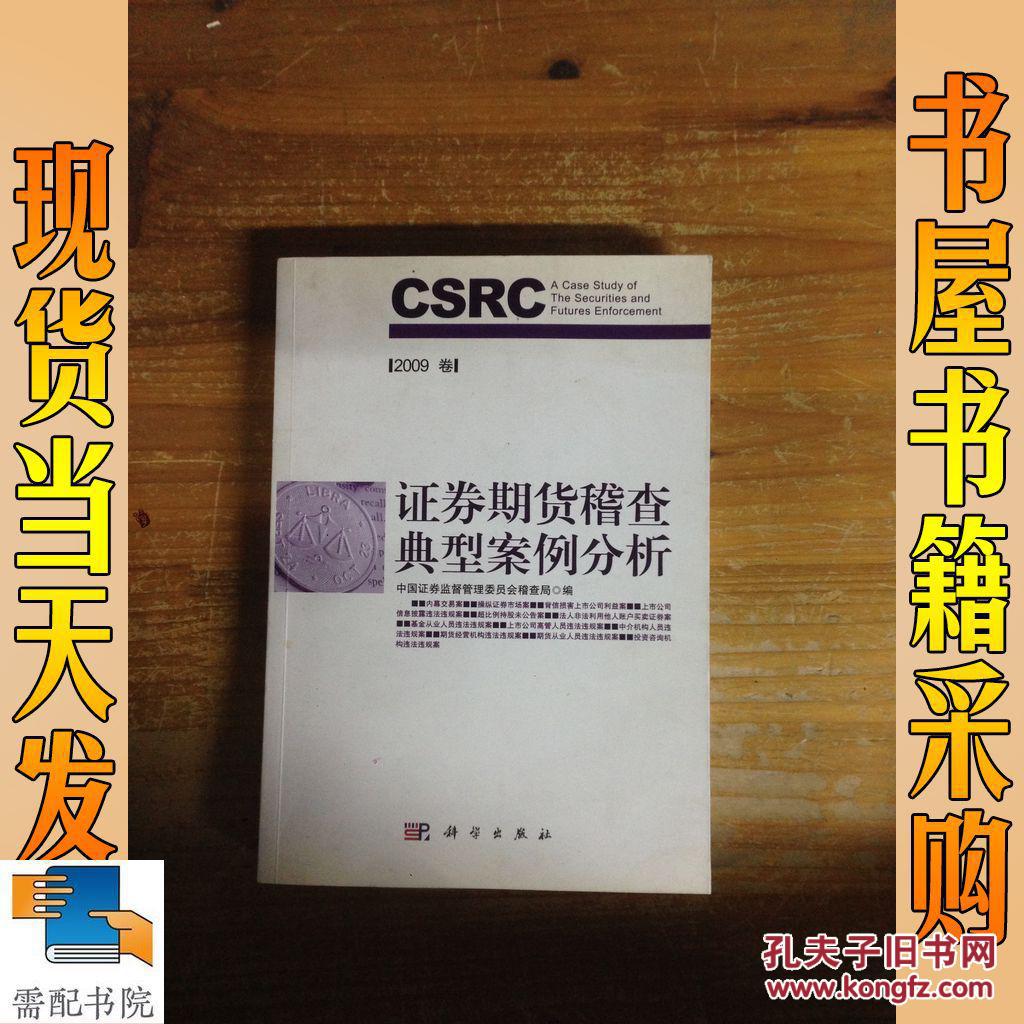 现货当天发
书屋书籍采购
CSRC
A Case Study of
The Securities and
Futures Enforcement
2009 卷
LIBRA
OCT
证券期货稽查
典型案例分析
中国证券监督管理委员会稽查局◎编
■■内幕交易案■■操纵证券市场案■■背信损害上市公司利益案■■上市公司
信息披露违法违规案■■超比例持股未公告案■■法人非法利用他人账户买卖证券案
■■基金从业人员违法违规案■■上市公司高管人员违法违规案■■中介机构人员违
法违规案■■期货经营机构违法违规案■■期货从业人员违法违规案■■投资咨询机
构违法违规案
科学出版社
需配书院
孔夫子旧书网
www.kongfz.com